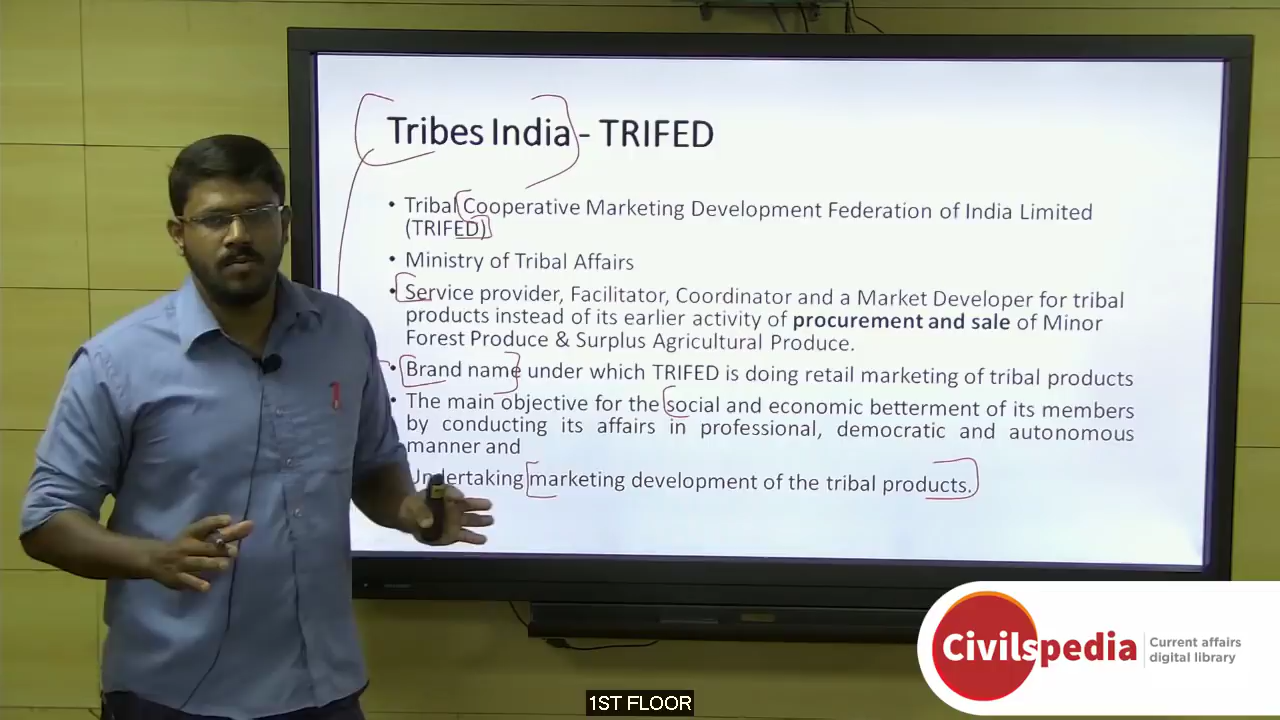 Tribes India - TRIFED
• Tribal Cooperative Marketing Development Federation of India Limited
(TRIFED)
• Ministry of Tribal Affairs
• Service provider, Facilitator, Coordinator and a Market Developer for tribal
products instead of its earlier activity of procurement and sale of Minor
Forest Produce & Surplus Agricultural Produce.
• Brand name under which TRIFED is doing retail marketing of tribal products
• The main objective for the social and economic betterment of its members
by conducting its affairs in professional, democratic and autonomous
manner and
Undertaking marketing development of the tribal products.
Civilspedia
Current affairs
digital library
1ST FLOOR